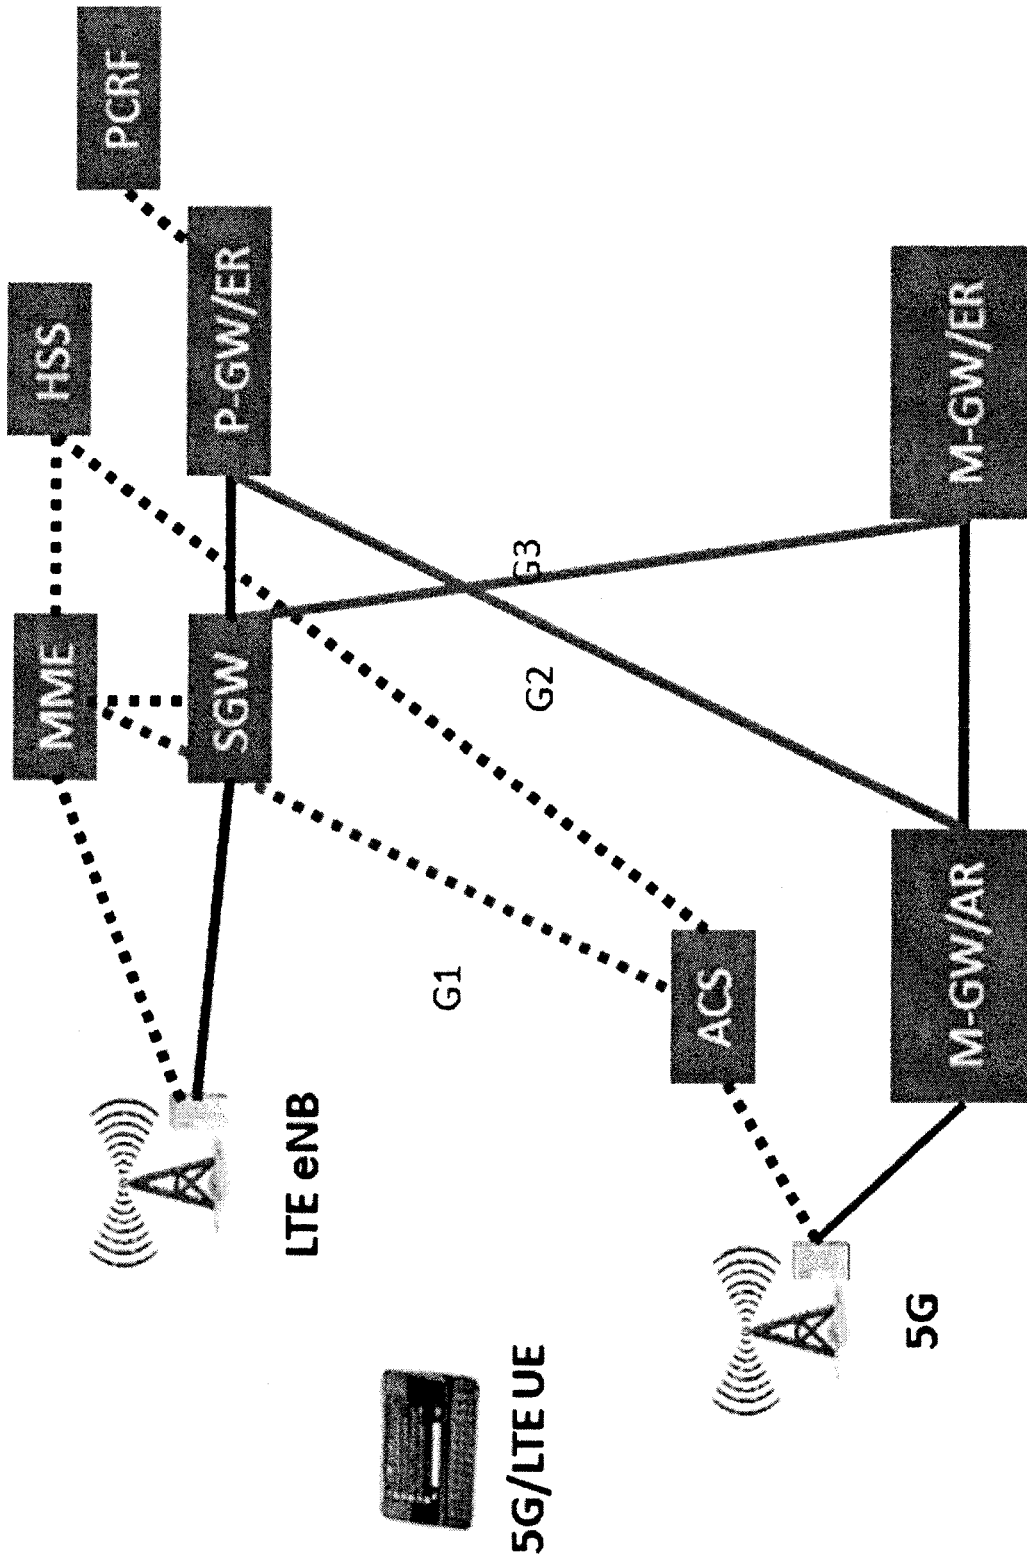 PCRF
HSS
P-GW/ER
MME
SGW
LTE eNB
G1
G2
G3
ACS
5G/LTE UE
5G
M-GW/AR
M-GW/ER